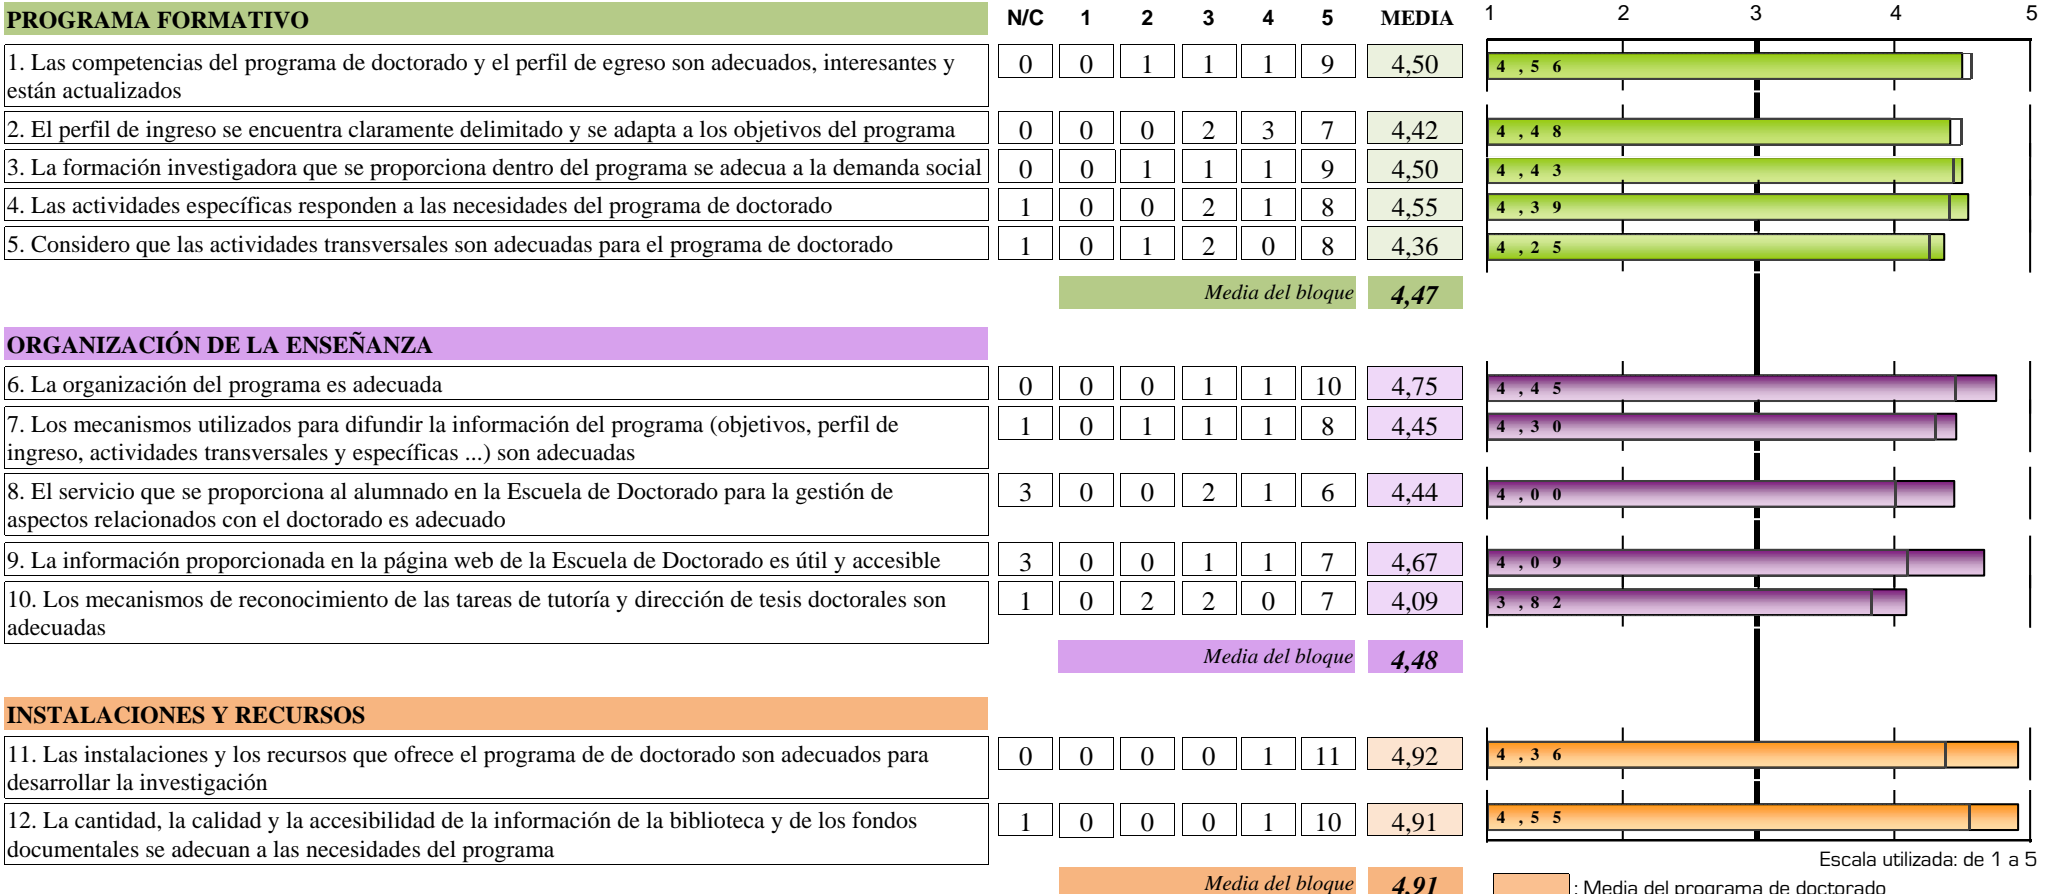 PROGRAMA FORMATIVO N/C 1 2 3 4 5 MEDIA 1 2 3 4 5
1. Las competencias del programa de doctorado y el perfil de egreso son adecuados, interesantes y 0 0 1 1 1 9 4,50 4,56
están actualizados
2. El perfil de ingreso se encuentra claramente delimitado y se adapta a los objetivos del programa 0 0 0 2 3 7 4,42 4,48
3. La formación investigadora que se proporciona dentro del programa se adecua a la demanda social 0 0 1 1 1 9 4,50 4,43
4. Las actividades específicas responden a las necesidades del programa de doctorado 1 0 0 2 1 8 4,55 4,39
5. Considero que las actividades transversales son adecuadas para el programa de doctorado 1 0 1 2 0 8 4,36 4,25
Media del bloque 4,47
ORGANIZACIÓN DE LA ENSEÑANZA
6. La organización del programa es adecuada 0 0 0 1 1 10 4,75 4,45
7. Los mecanismos utilizados para difundir la información del programa (objetivos, perfil de 1 0 1 1 1 8 4,45 4,30
ingreso, actividades transversales y específicas ...) son adecuadas
8. El servicio que se proporciona al alumnado en la Escuela de Doctorado para la gestión de 3 0 0 2 1 6 4,44 4,00
aspectos relacionados con el doctorado es adecuado
9. La información proporcionada en la página web de la Escuela de Doctorado es útil y accesible 3 0 0 1 1 7 4,67 4,09
10. Los mecanismos de reconocimiento de las tareas de tutoría y dirección de tesis doctorales son 1 0 2 2 0 7 4,09 3,82
adecuadas
Media del bloque 4,48
INSTALACIONES Y RECURSOS
11. Las instalaciones y los recursos que ofrece el programa de de doctorado son adecuados para 0 0 0 0 1 11 4,92 4,36
desarrollar la investigación
12. La cantidad, la calidad y la accesibilidad de la información de la biblioteca y de los fondos 1 0 0 0 1 10 4,91 4,55
documentales se adecuan a las necesidades del programa
Escala utilizada: de 1 a 5
Media del bloque 4,91 : Media del programa de doctorado